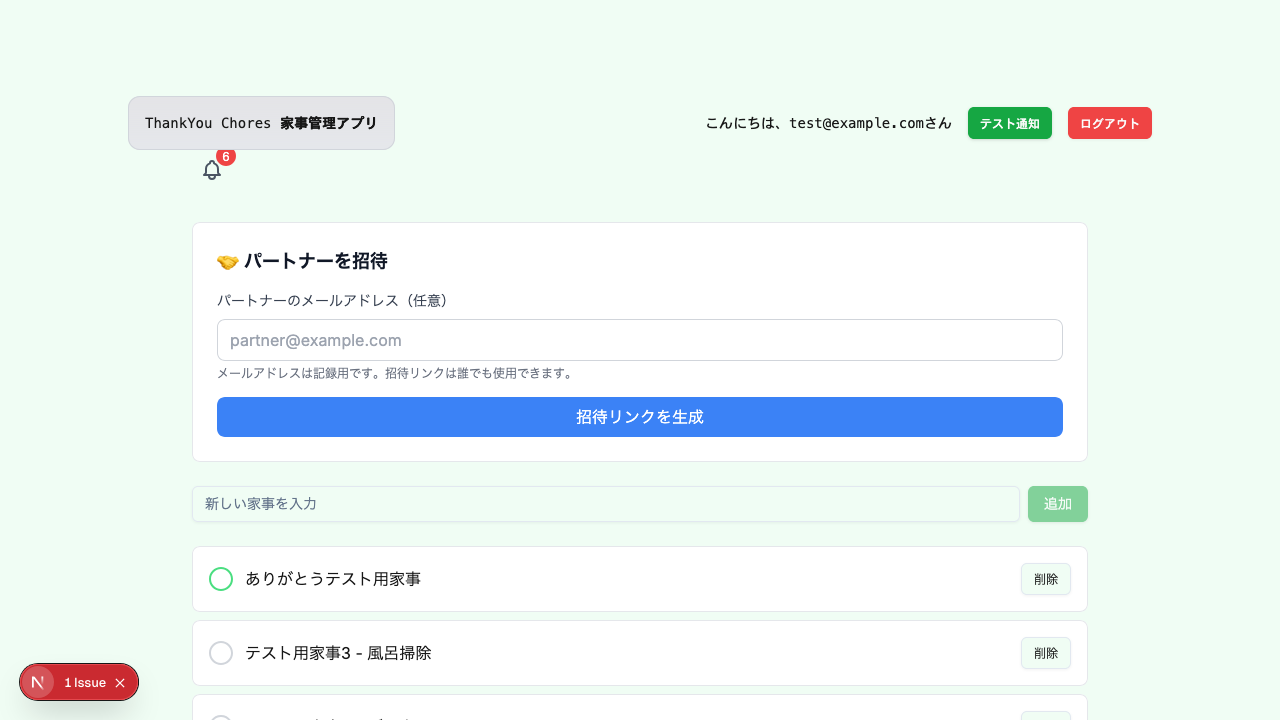 ThankYou Chores 家事管理アプリ
こんにちは、test@example.comさん
テスト通知
ログアウト
6
🤝 パートナーを招待
パートナーのメールアドレス（任意）
partner@example.com
メールアドレスは記録用です。招待リンクは誰でも使用できます。
招待リンクを生成
新しい家事を入力
追加
ありがとうテスト用家事
削除
テスト用家事3 - 風呂掃除
削除
N
1 Issue